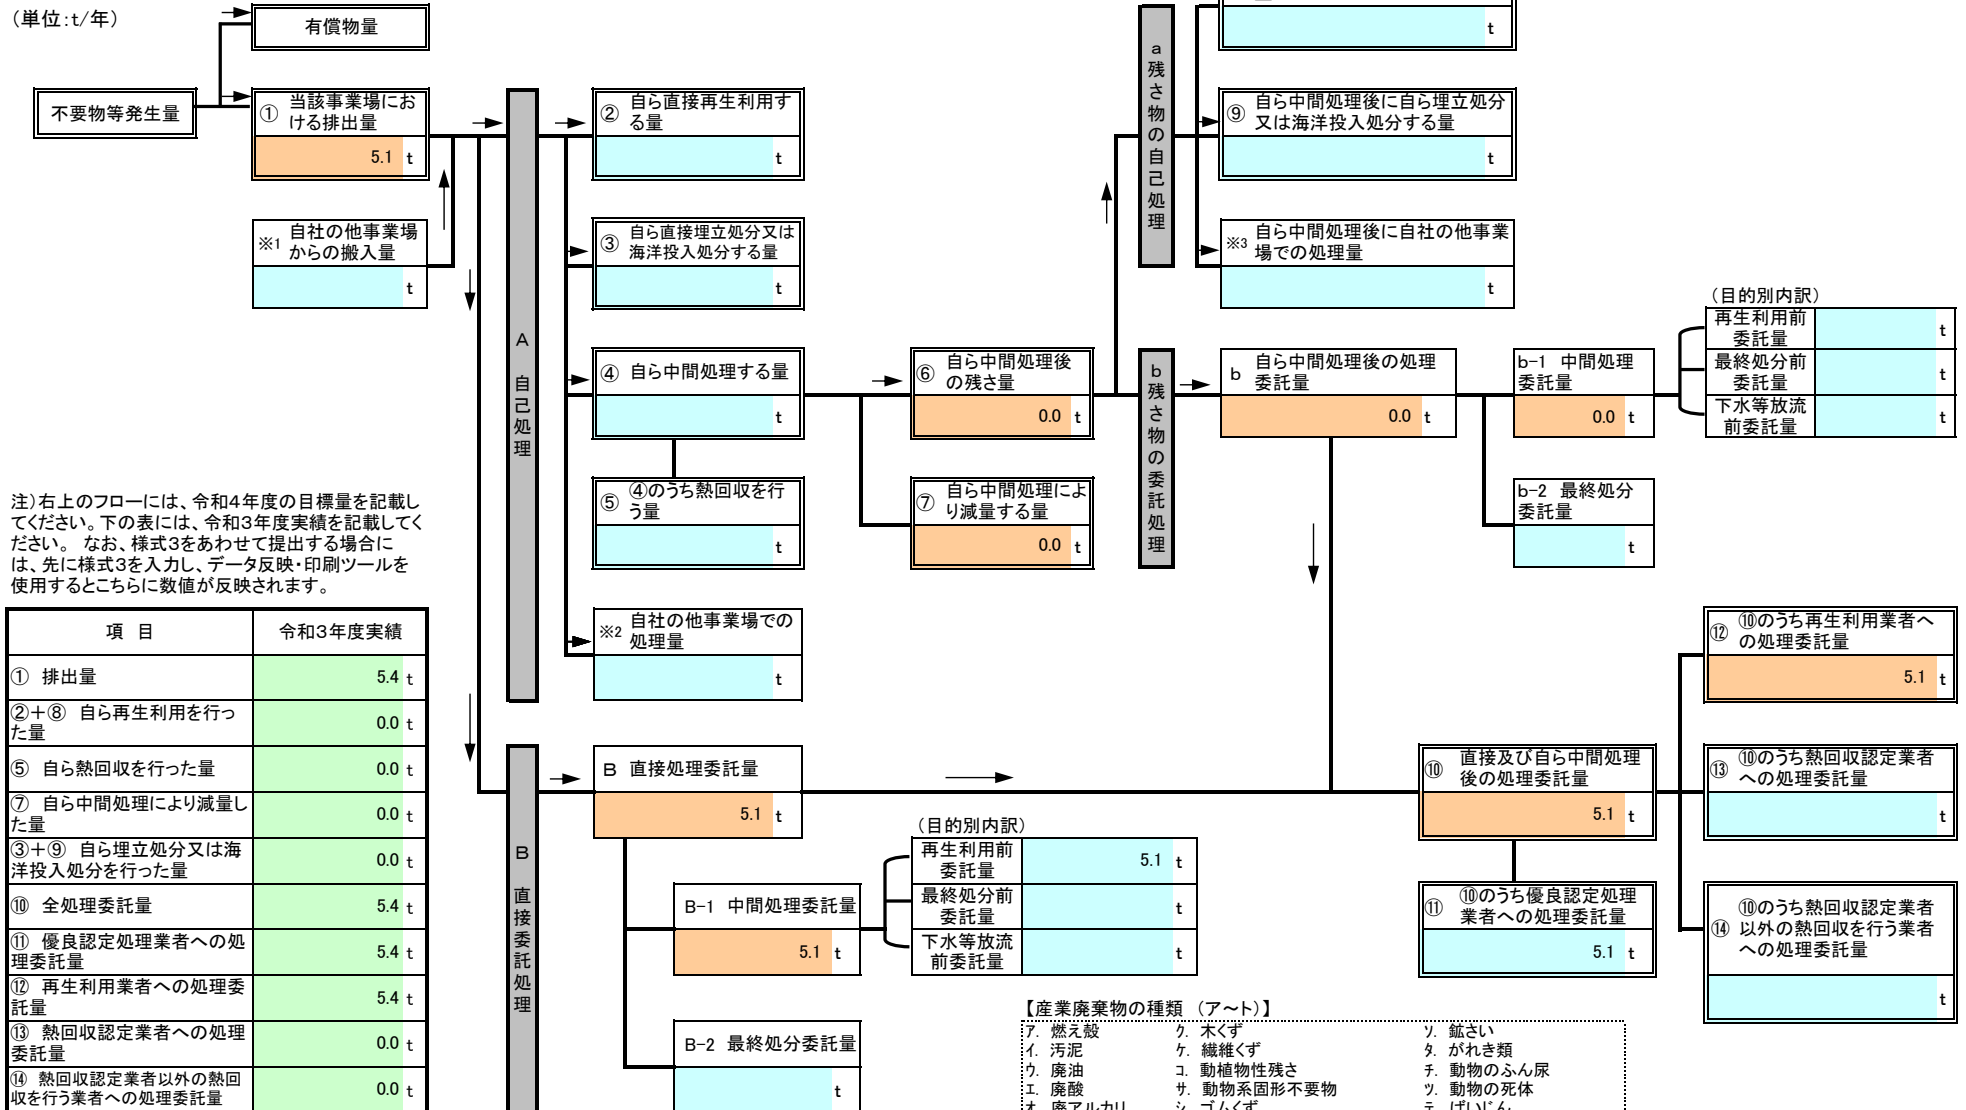 （単位：t/年）
有償物量
不要物等発生量
① 当該事業場にお
ける排出量
5.1 t
※1 自社の他事業場
からの搬入量
t
A 自己処理
② 自ら直接再生利用す
る量
t
③ 自ら直接埋立処分又は
海洋投入処分する量
t
④ 自ら中間処理する量
t
⑤ ④のうち熱回収を行
う量
t
※2 自社の他事業場での
処理量
t
⑥ 自ら中間処理後
の残さ量
0.0 t
⑦ 自ら中間処理によ
り減量する量
0.0 t
a残さ物の自己処理
t
⑨ 自ら中間処理後に自ら埋立処分
又は海洋投入処分する量
t
※3 自ら中間処理後に自社の他事業
場での処理量
t
b残さ物の委託処理
b 自ら中間処理後の処理
委託量
0.0 t
b-1 中間処理
委託量
0.0 t
（目的別内訳）
再生利用前
委託量
t
最終処分前
委託量
t
下水等放流
前委託量
t
b-2 最終処分
委託量
t
注）右上のフローには、令和４年度の目標量を記載し
てください。下の表には、令和３年度実績を記載してく
ださい。 なお、様式３をあわせて提出する場合に
は、先に様式３を入力し、データ反映・印刷ツールを
使用するとこちらに数値が反映されます。
項 目 令和３年度実績
① 排出量 5.4 t
②＋⑧ 自ら再生利用を行っ
た量 0.0 t
⑤ 自ら熱回収を行った量 0.0 t
⑦ 自ら中間処理により減量し
た量 0.0 t
③＋⑨ 自ら埋立処分又は海
洋投入処分を行った量 0.0 t
⑩ 全処理委託量 5.4 t
⑪ 優良認定処理業者への処
理委託量 5.4 t
⑫ 再生利用業者への処理委
託量 5.4 t
⑬ 熱回収認定業者への処理
委託量 0.0 t
⑭ 熱回収認定業者以外の熱回
収を行う業者への処理委託量 0.0 t
B 直接委託処理
B 直接処理委託量
5.1 t
B-1 中間処理委託量
5.1 t
（目的別内訳）
再生利用前
委託量 5.1 t
最終処分前
委託量 t
下水等放流
前委託量 t
B-2 最終処分委託量
t
⑩ 直接及び自ら中間処理
後の処理委託量
5.1 t
⑪ ⑩のうち優良認定処理
業者への処理委託量
5.1 t
⑫ ⑩のうち再生利用業者へ
の処理委託量
5.1 t
⑬ ⑩のうち熱回収認定業者
への処理委託量
t
⑭ ⑩のうち熱回収認定業者
以外の熱回収を行う業者
への処理委託量
t
【産業廃棄物の種類 （ア～ト）】
ア. 燃え殻 ク. 木くず ソ. 鉱さい
イ. 汚泥 ケ. 繊維くず タ. がれき類
ウ. 廃油 コ. 動植物性残さ チ. 動物のふん尿
エ. 廃酸 サ. 動物系固形不要物 ツ. 動物の死体
オ. 廃アルカリ シ. ゴムくず テ. ばいじん